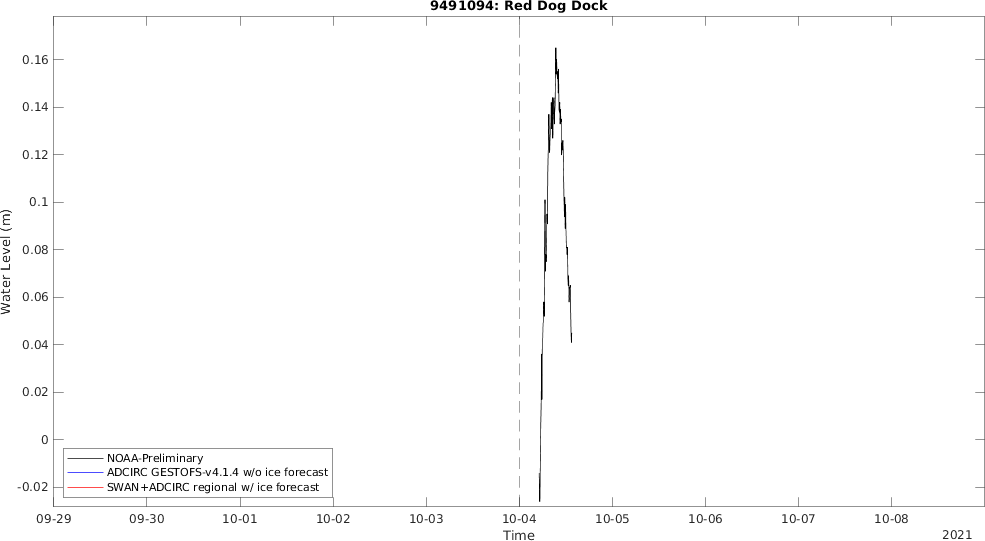 9491094: Red Dog Dock
0.16
0.14
0.12
0.1
0.08
0.06
0.04
0.02
0
-0.02
Water Level (m)
NOAA-Preliminary
ADCIRC GESTOFS-v4.1.4 w/o ice forecast
SWAN+ADCIRC regional w/ ice forecast
09-29 09-30 10-01 10-02 10-03 10-04 10-05 10-06 10-07 10-08
Time
2021